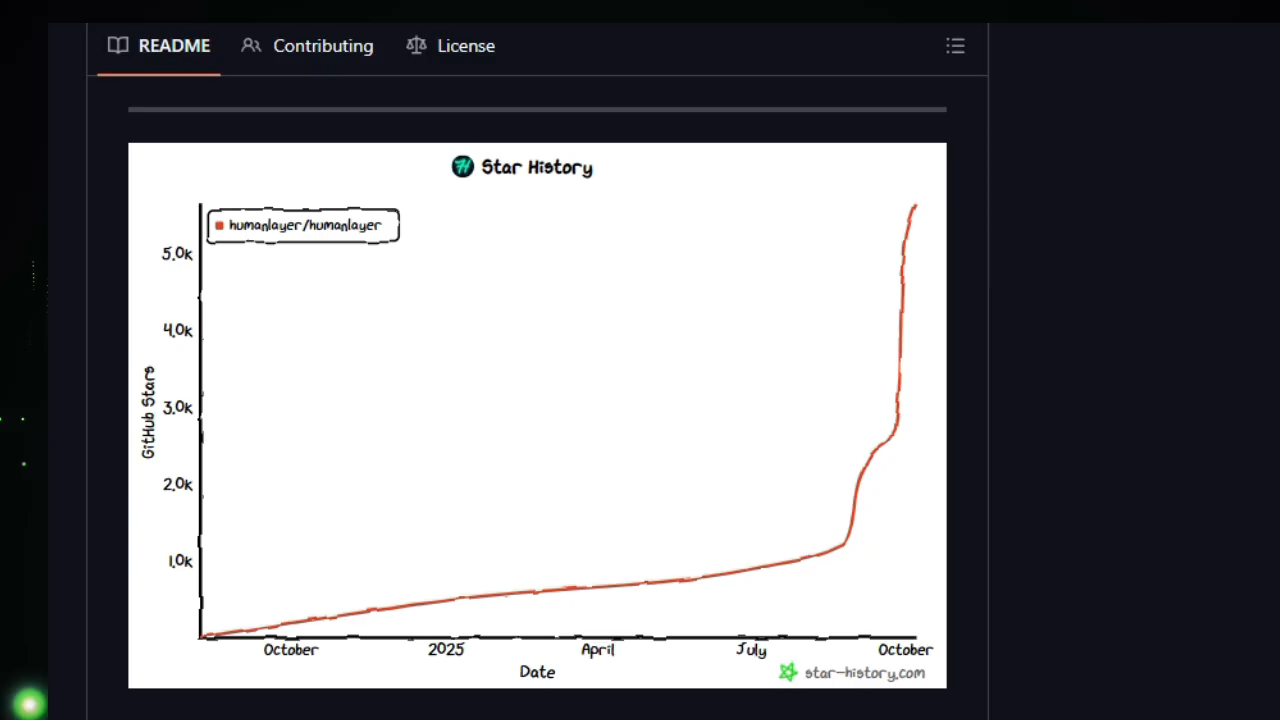 README Contributing License
Star History
humanlayer/humanlayer
5.0k
4.0k
3.0k
2.0k
1.0k
GitHub Stars
October 2025 April July October
Date
star-history.com